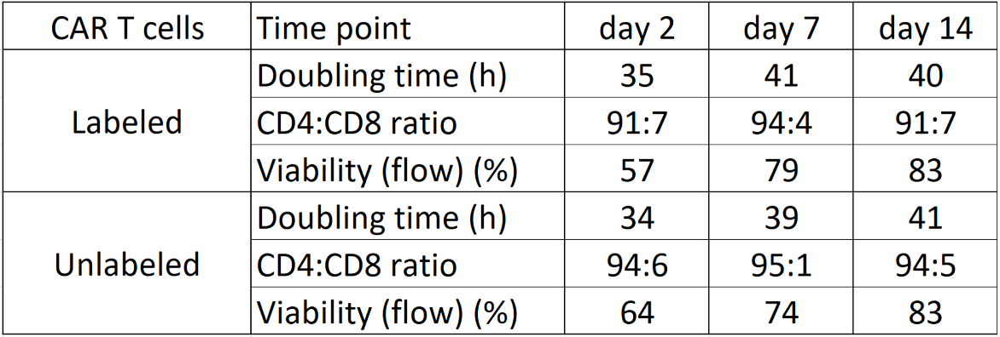 CAR T cells Time point day 2 day 7 day 14
Doubling time (h) 35 41 40
Labeled CD4:CD8 ratio 91:7 94:4 91:7
Viability (flow) (%) 57 79 83
Doubling time (h) 34 39 41
Unlabeled CD4:CD8 ratio 94:6 95:1 94:5
Viability (flow) (%) 64 74 83